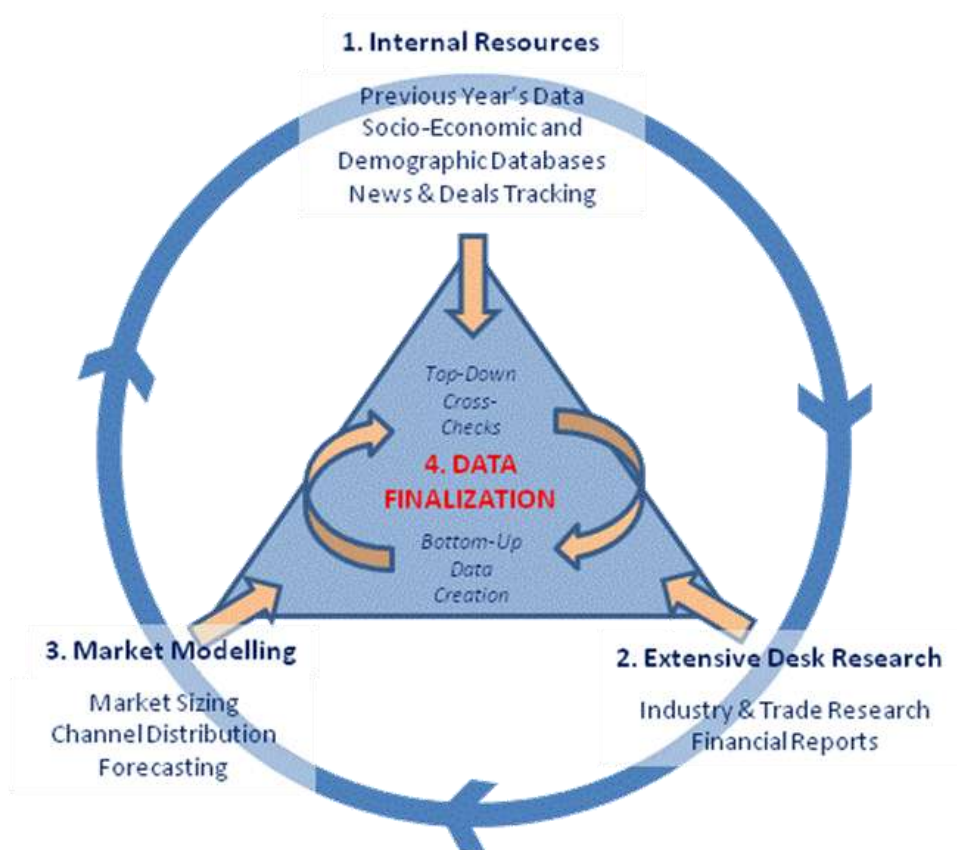 1. Internal Resources
Previous Year's Data
Socio-Economic and
Demographic Databases
News & Deals Tracking
Top-Down
Cross-
Checks
4. DATA
FINALIZATION
Bottom-Up
Data
Creation
3. Market Modelling
Market Sizing
Channel Distribution
Forecasting
2. Extensive Desk Research
Industry & Trade Research
Financial Reports